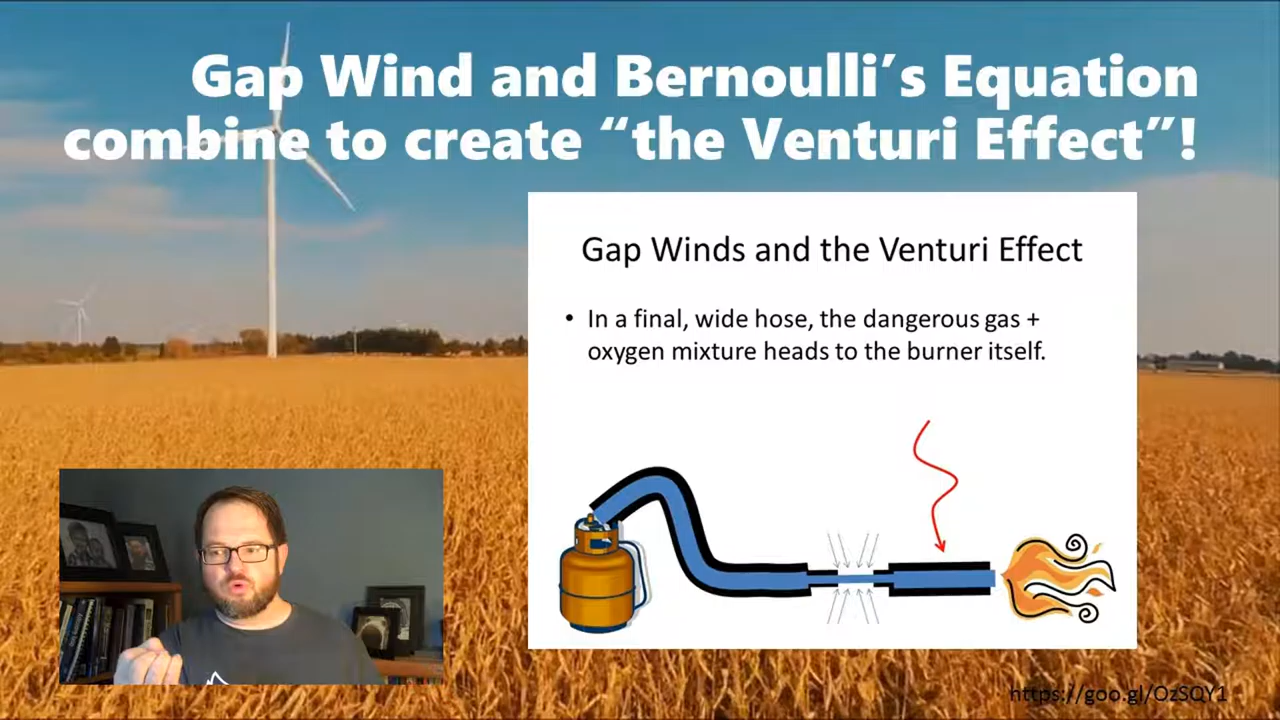 Gap Wind and Bernoulli’s Equation
combine to create “the Venturi Effect”!
Gap Winds and the Venturi Effect
• In a final, wide hose, the dangerous gas +
oxygen mixture heads to the burner itself.
https://goo.gl/OzSQY1